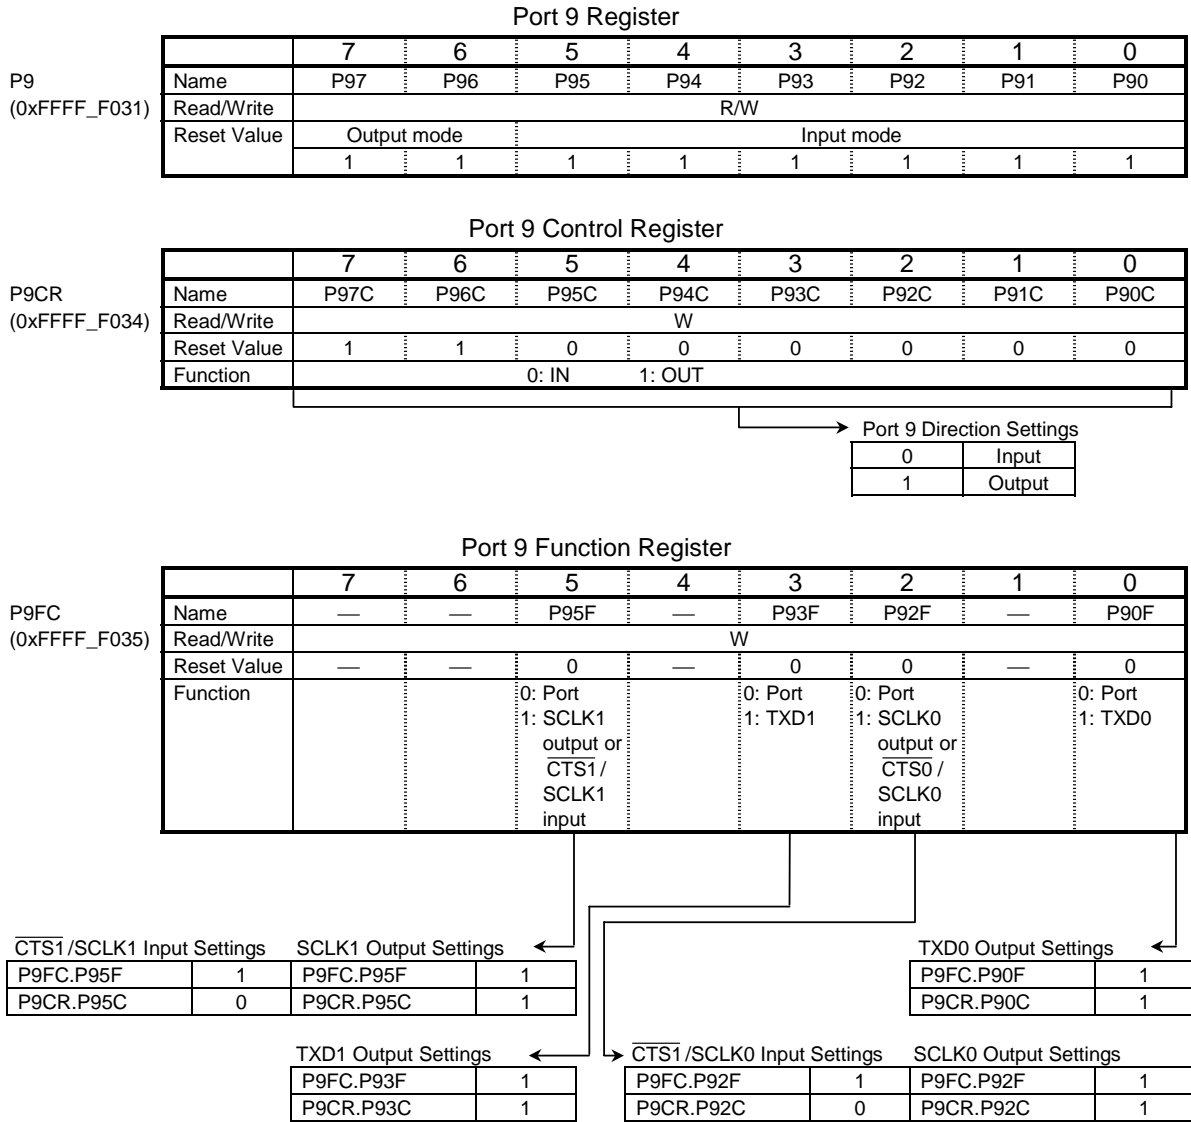 Port 9 Register
7 6 5 4 3 2 1 0
P9 Name P97 P96 P95 P94 P93 P92 P91 P90
(0xFFFF_F031) Read/Write R/W
Reset Value Output mode Input mode
1 1 1 1 1 1 1 1
Port 9 Control Register
7 6 5 4 3 2 1 0
P9CR Name P97C P96C P95C P94C P93C P92C P91C P90C
(0xFFFF_F034) Read/Write W
Reset Value 1 1 0 0 0 0 0 0
Function 0: IN 1: OUT
Port 9 Direction Settings
0 Input
1 Output
Port 9 Function Register
7 6 5 4 3 2 1 0
P9FC Name — — P95F — P93F P92F — P90F
(0xFFFF_F035) Read/Write W
Reset Value — — 0 — 0 0 — 0
Function 0: Port 0: Port 0: Port 0: Port
1: SCLK1 1: TXD1 1: SCLK0 1: TXD0
output or output or
CTS1 / CTS0 /
SCLK1 SCLK0
input input
CTS1 /SCLK1 Input Settings SCLK1 Output Settings TXD0 Output Settings
P9FC.P95F 1 P9FC.P95F 1 P9FC.P90F 1
P9CR.P95C 0 P9CR.P95C 1 P9CR.P90C 1
TXD1 Output Settings CTS1 /SCLK0 Input Settings SCLK0 Output Settings
P9FC.P93F 1 P9FC.P92F 1 P9FC.P92F 1
P9CR.P93C 1 P9CR.P92C 0 P9CR.P92C 1